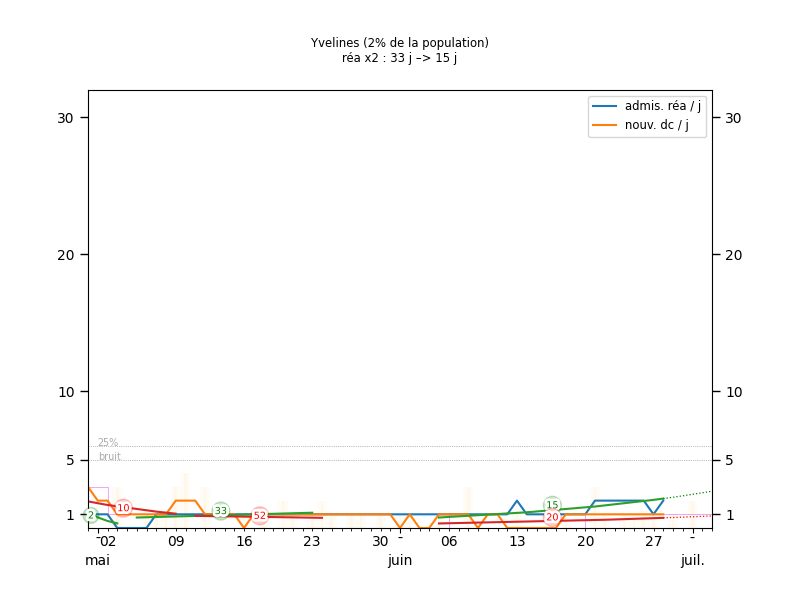 Yvelines (2% de la population)
réa x2 : 33 j –> 15 j
admis. réa / j
nouv. dc / j
30 30
20 20
10 10
25%
5 bruit 5
1 1
2 10 33 52 15 20
- 02 09 16 23 30 - 06 13 20 27 -
mai juin juil.